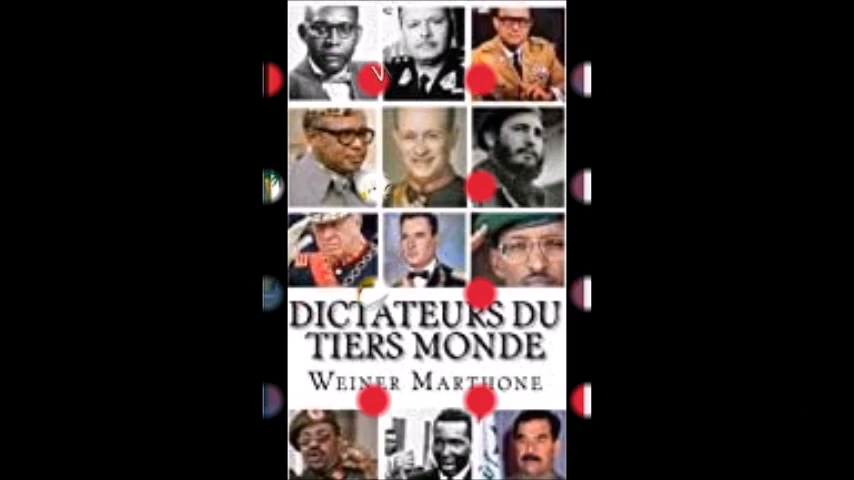 DICTATEURS DU
TIERS MONDE
WEINER MARTHONE